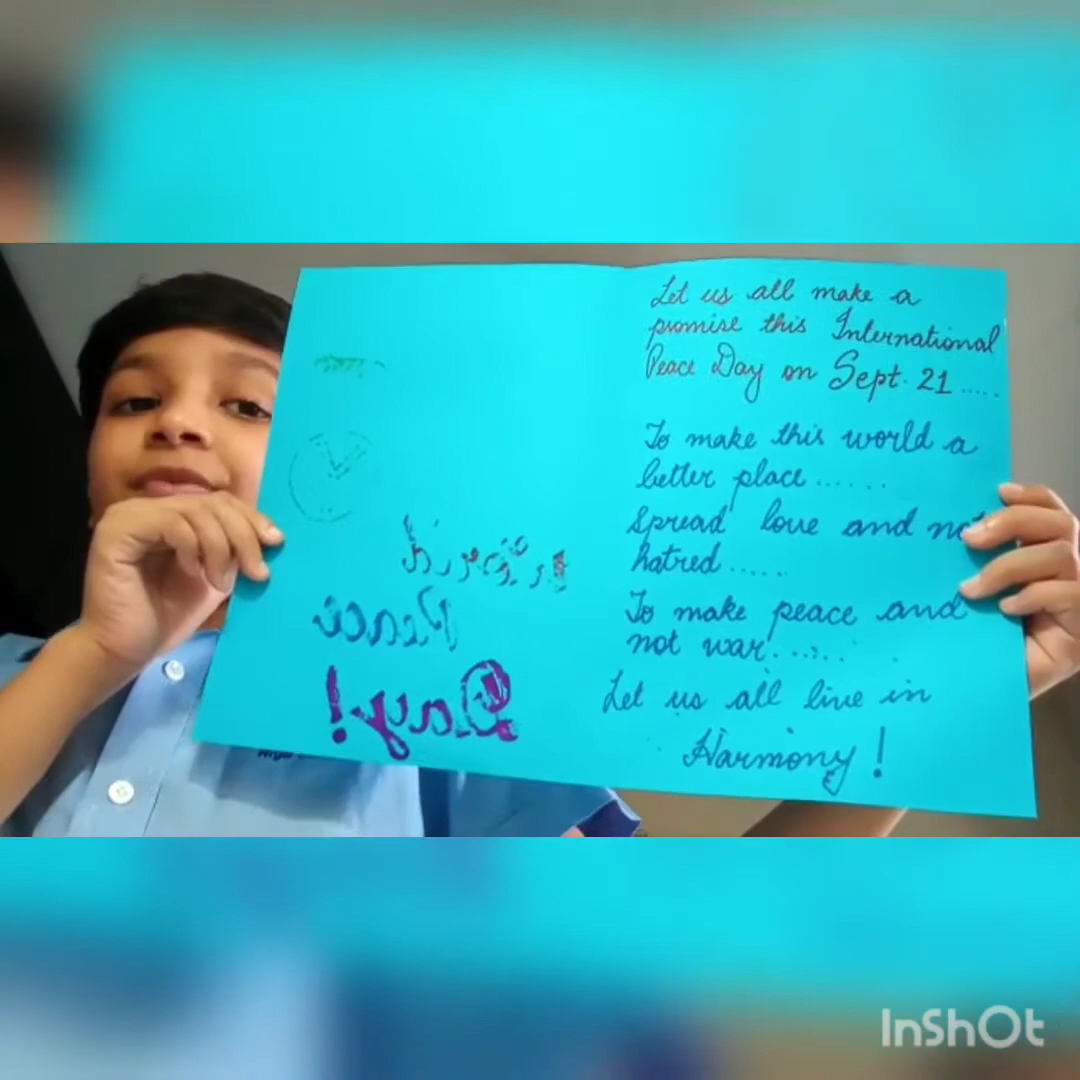 Let us all make a
promise this International
Peace Day on Sept. 21 .....
To make this world a
better place ......
Spread love and not
hatred .....
To make peace and
not war ......
Let us all live in
Harmony!
World
Peace
Day!
InShOt